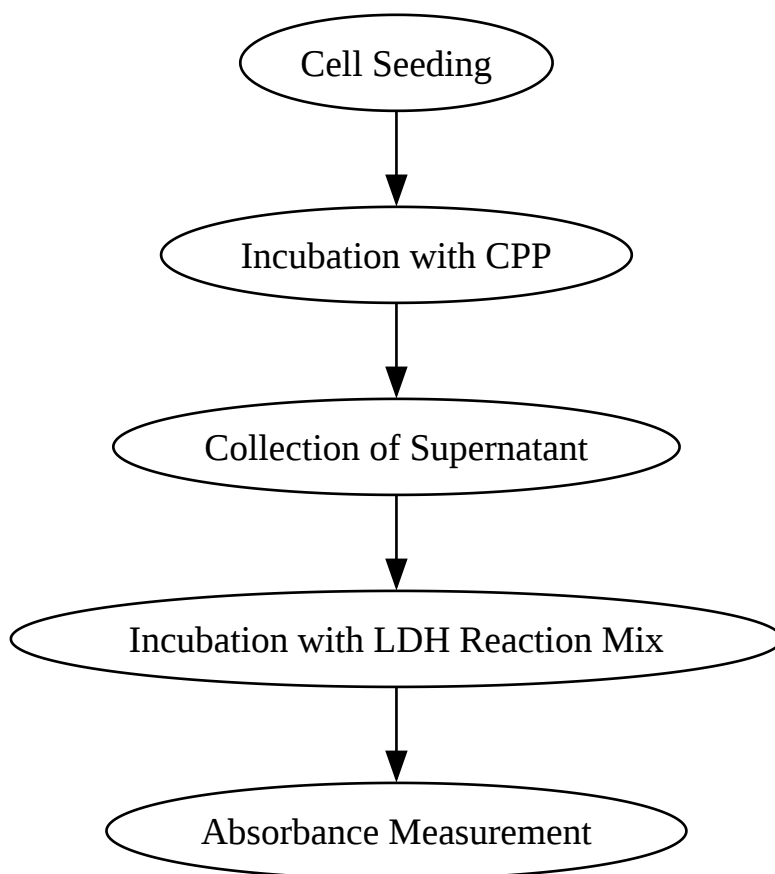 Cell Seeding
Incubation with CPP
Collection of Supernatant
Incubation with LDH Reaction Mix
Absorbance Measurement